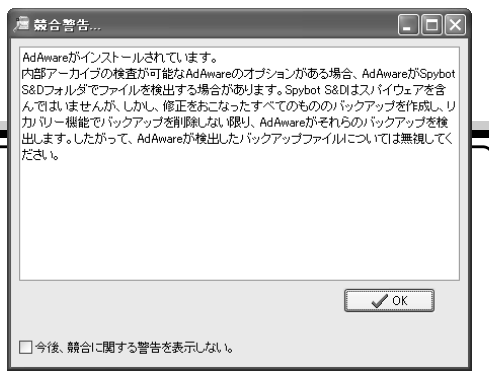 競合警告...
AdAwareがインストールされています。
内部アーカイブの検査が可能なAdAwareのオプションがある場合、AdAwareがSpybot
S&Dフォルダでファイルを検出する場合があります。Spybot S&Dはスパイウェアを含
んではいませんが、しかし、修正をおこなったすべてのもののバックアップを作成し、リ
カバリー機能でバックアップを削除しない限り、AdAwareがそれらのバックアップを検
出します。したがって、AdAwareが検出したバックアップファイルについては無視してく
ださい。
OK
今後、競合に関する警告を表示しない。